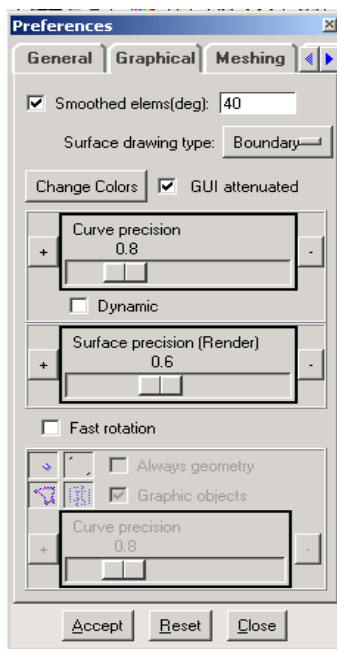 Preferences
General Graphical Meshing
Smoothed elems(deg): 40
Surface drawing type: Boundary
Change Colors GUI attenuated
Curve precision
0.8
+ -
Dynamic
Surface precision (Render)
0.6
+ -
Fast rotation
Always geometry
Graphic objects
Curve precision
0.8
+ -
Accept Reset Close